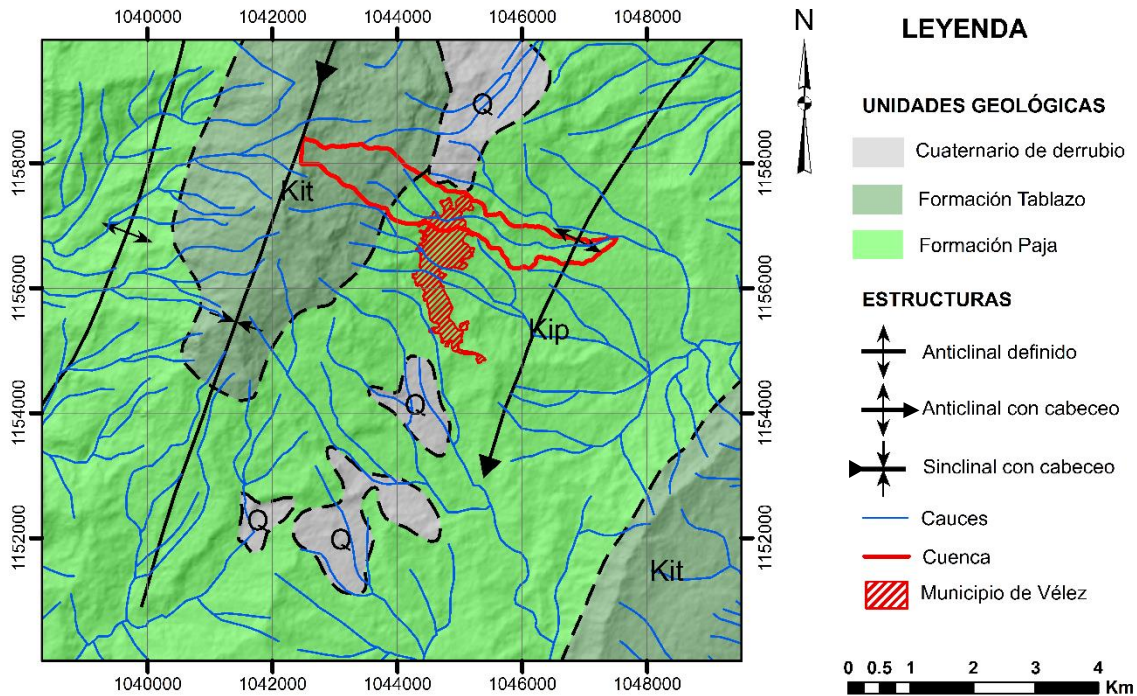 1040000 1042000 1044000 1046000 1048000
N
LEYENDA
UNIDADES GEOLÓGICAS
Cuaternario de derrubio
Formación Tablazo
Formación Paja
ESTRUCTURAS
Anticlinal definido
Anticlinal con cabeceo
Sinclinal con cabeceo
Cauces
Cuenca
Municipio de Vélez
0 0.5 1 2 3 4
Km
1158000 1158000
1156000 1156000
1154000 1154000
1152000 1152000
Q
Kit
Kip
Q
Q
Q
Kit
1040000 1042000 1044000 1046000 1048000